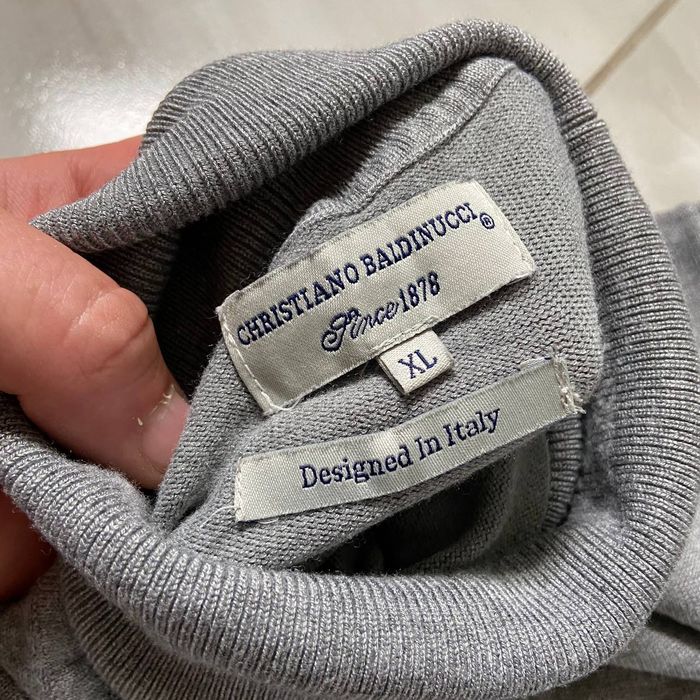 CHRISTIANO BALDINUCCI®
Since 1878
XL
Designed In Italy